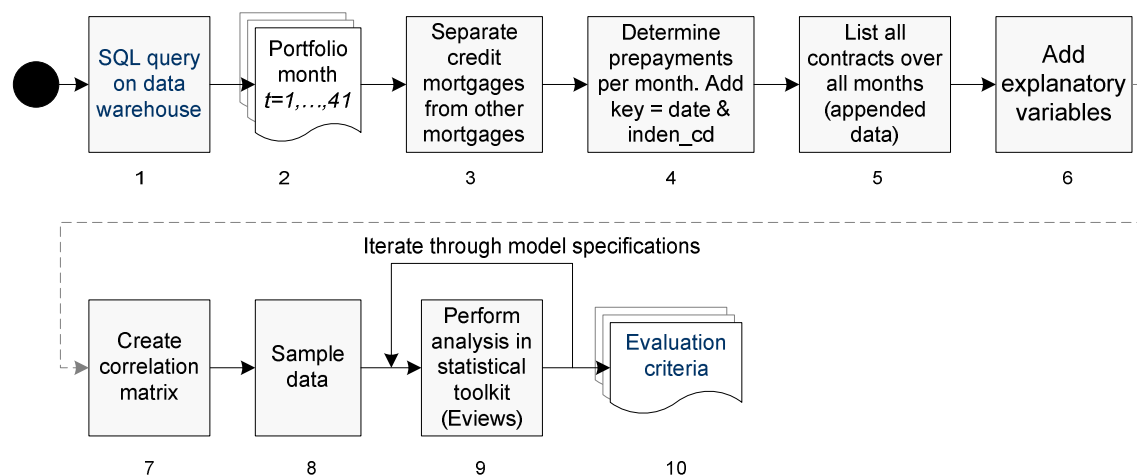 SQL query
on data
warehouse
Portfolio
month
t=1,…,41
Separate
credit
mortgages
from other
mortgages
Determine
prepayments
per month. Add
key = date &
inden_cd
List all
contracts over
all months
(appended
data)
Add
explanatory
variables
1
2
3
4
5
6
Iterate through model specifications
Create
correlation
matrix
Sample
data
Perform
analysis in
statistical
toolkit
(Eviews)
Evaluation
criteria
7
8
9
10